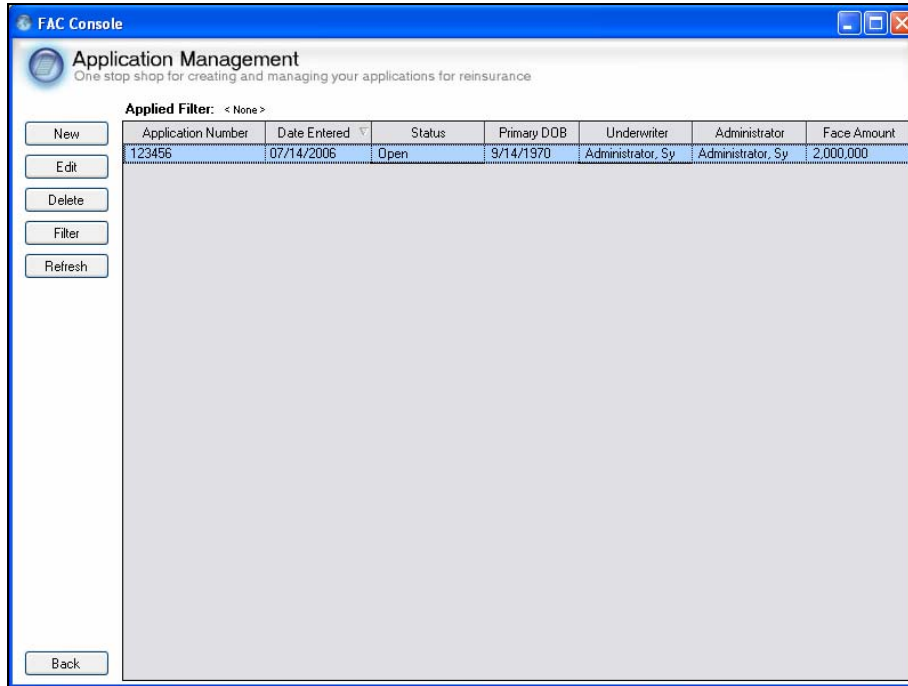 FAC Console
Application Management
One stop shop for creating and managing your applications for reinsurance
Applied Filter: < None >
New
Edit
Delete
Filter
Refresh
Back
Application Number Date Entered Status Primary DOB Underwriter Administrator Face Amount
123456 07/14/2006 Open 9/14/1970 Administrator, Sy Administrator, Sy 2,000,000